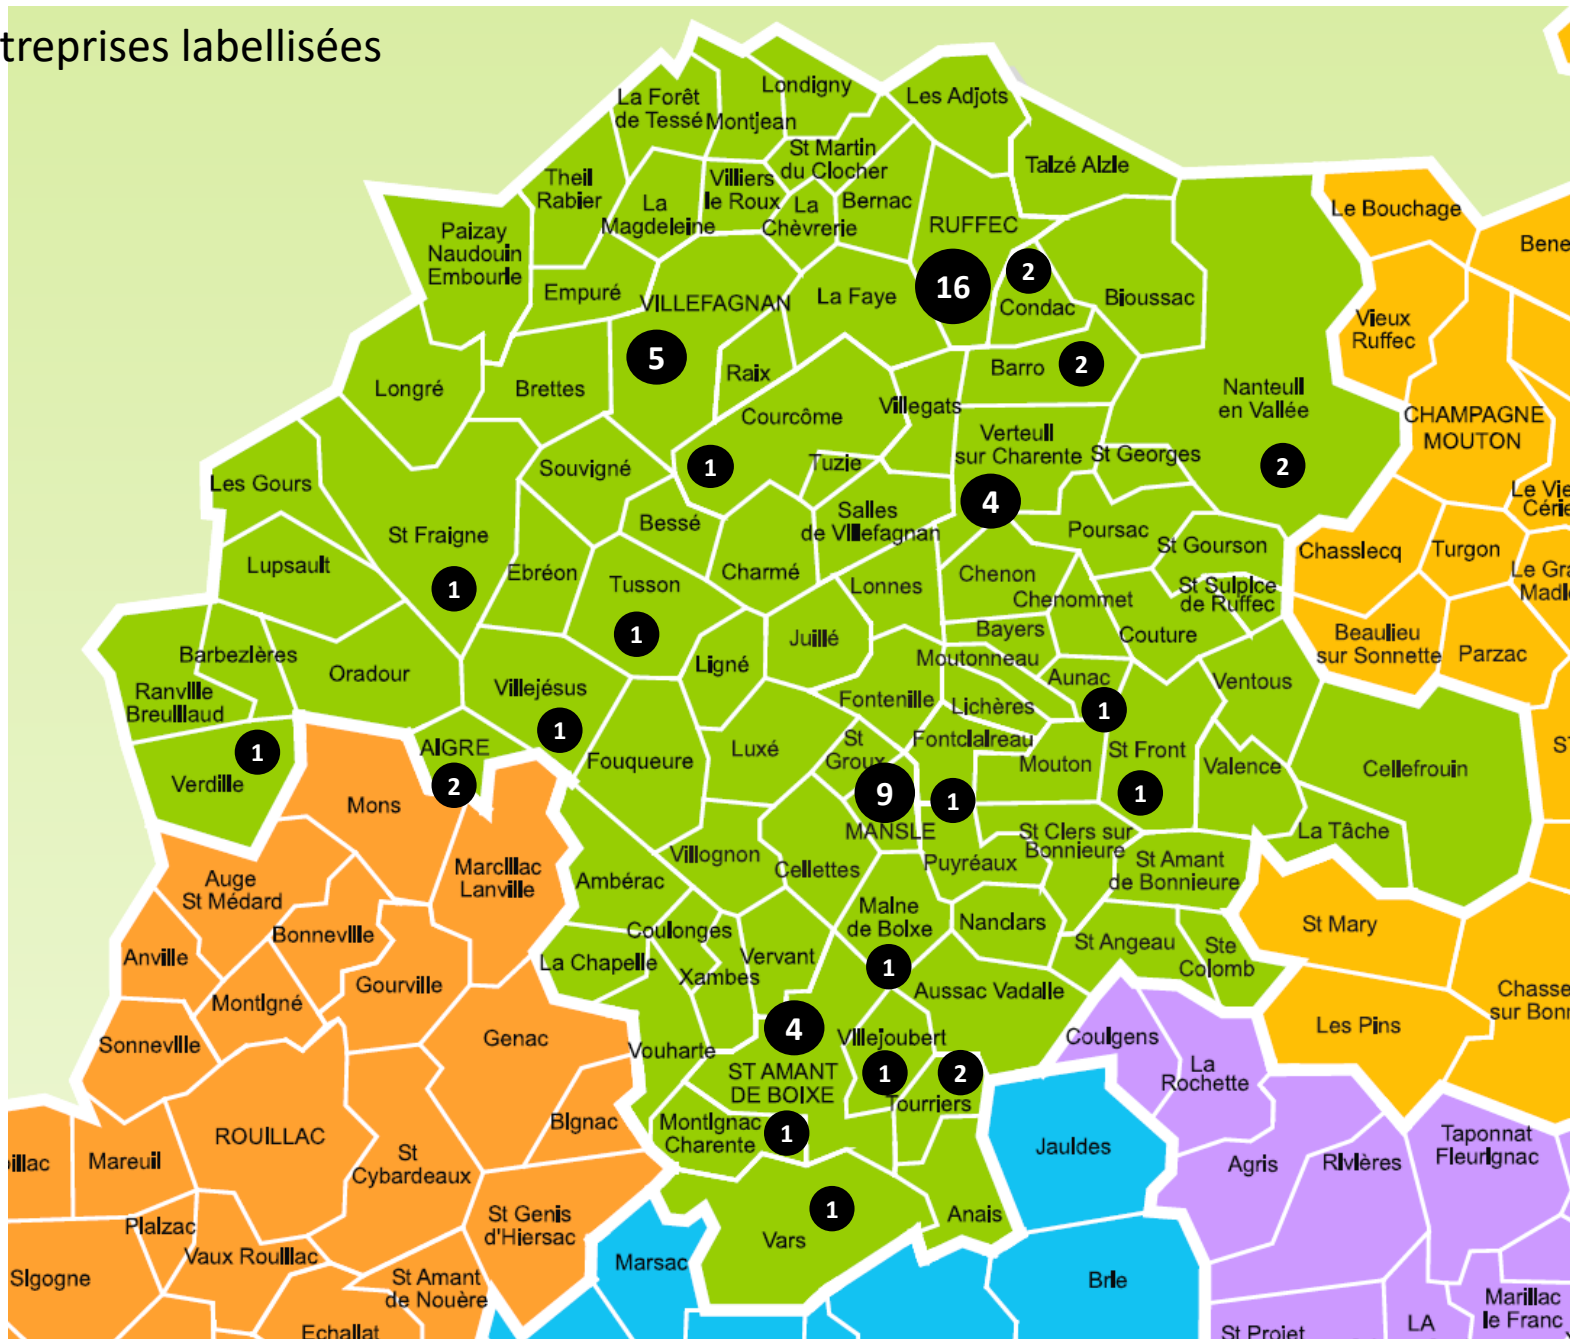 treprises labellisées
Londigny
La Forêt
de Tessé
Montjean
Les Adjots
St Martin
du Clocher
Taizé Aizie
Theil
Rabier
Villiers
le Roux
La
Magdeleine
La
Chèvrerie
Bernac
RUFFEC
Le Bouchage
Paizay
Naudouin
Embourie
Bene
Empuré
VILLEFAGNAN
La Faye
16
2
Condac
Bioussac
Vieux
Ruffec
5
Raix
Barro
2
Longré
Brettes
Nanteuil
en Vallée
Courcôme
Villegats
CHAMPAGNE
MOUTON
Verteuil
sur Charente
St Georges
1
Tuzie
2
Souvigné
Les Gours
4
Le Vie
Cérie
Bessé
Salles
de Villefagnan
St Fraigne
Poursac
St Gourson
Chassiecq
Turgon
Lupsault
Ebréon
Tusson
Charmé
Lonnes
Chenon
Chenommet
St Sulpice
de Ruffec
Le Gra
Madle
1
1
Juillé
Bayers
Couture
Beaulieu
sur Sonnette
Parzac
Barbezières
Oradour
Ligné
Moutonneau
Aunac
Ventous
Ranville
Breuillaud
Villejésus
Fontenille
Lichères
1
1
1
Verdille
AIGRE
2
Fouqueure
Luxé
St
Groux
Fontclaireau
Mouton
St Front
Valence
Cellefrouin
ST
Mons
9
1
1
MANSLE
St Ciers sur
Bonnieure
La Tâche
Villognon
Cellettes
Puyréaux
St Amant
de Bonnieure
Marcillac
Lanville
Ambérac
Auge
St Médard
Maine
de Boixe
Nanclars
St Mary
Bonneville
Coulonges
St Angeau
Ste
Colomb
Anville
La Chapelle
Xambes
Vervant
1
Gourville
Montigné
Aussac Vadalle
Chasse
sur Bonn
4
Les Pins
Sonneville
Genac
Vouharte
Villejoubert
Coulgens
ST AMANT
DE BOIXE
1
2
La
Rochette
Tourriers
Bignac
Montignac
Charente
1
ROUILLAC
Jauldes
Taponnat
Fleurignac
illac
Mareuil
St
Cybardeaux
Agris
Rivières
1
Anais
Plaizac
St Genis
d'Hiersac
Vars
Vaux Rouillac
Marsac
Sigogne
St Amant
de Nouère
Brie
Marillac
le Franc
Echallat
St Projet
LA